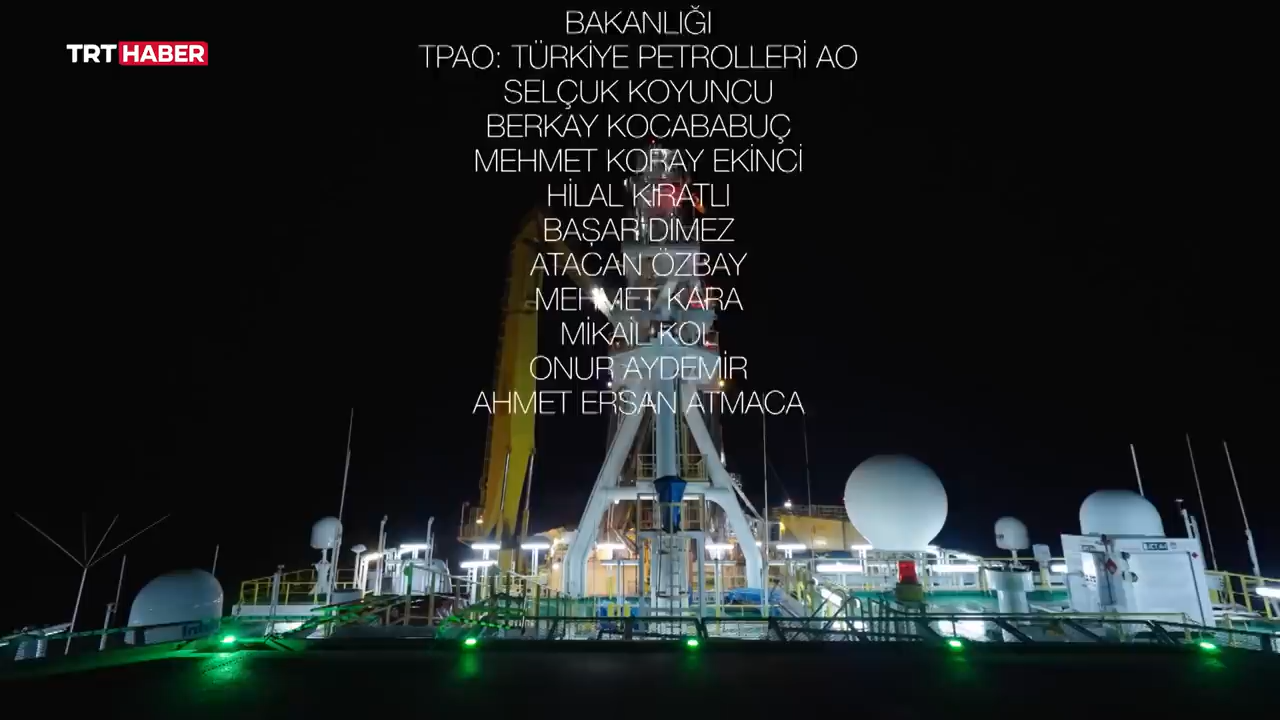 TRT HABER
BAKANLIĞI
TPAO: TÜRKİYE PETROLLERİ AO
SELÇUK KOYUNCU
BERKAY KOCABABUÇ
MEHMET KORAY EKİNCİ
HİLAL KIRATLI
BAŞAR DİMEZ
ATACAN ÖZBAY
MEHMET KARA
MİKAİL KOL
ONUR AYDEMİR
AHMET ERSAN ATMACA